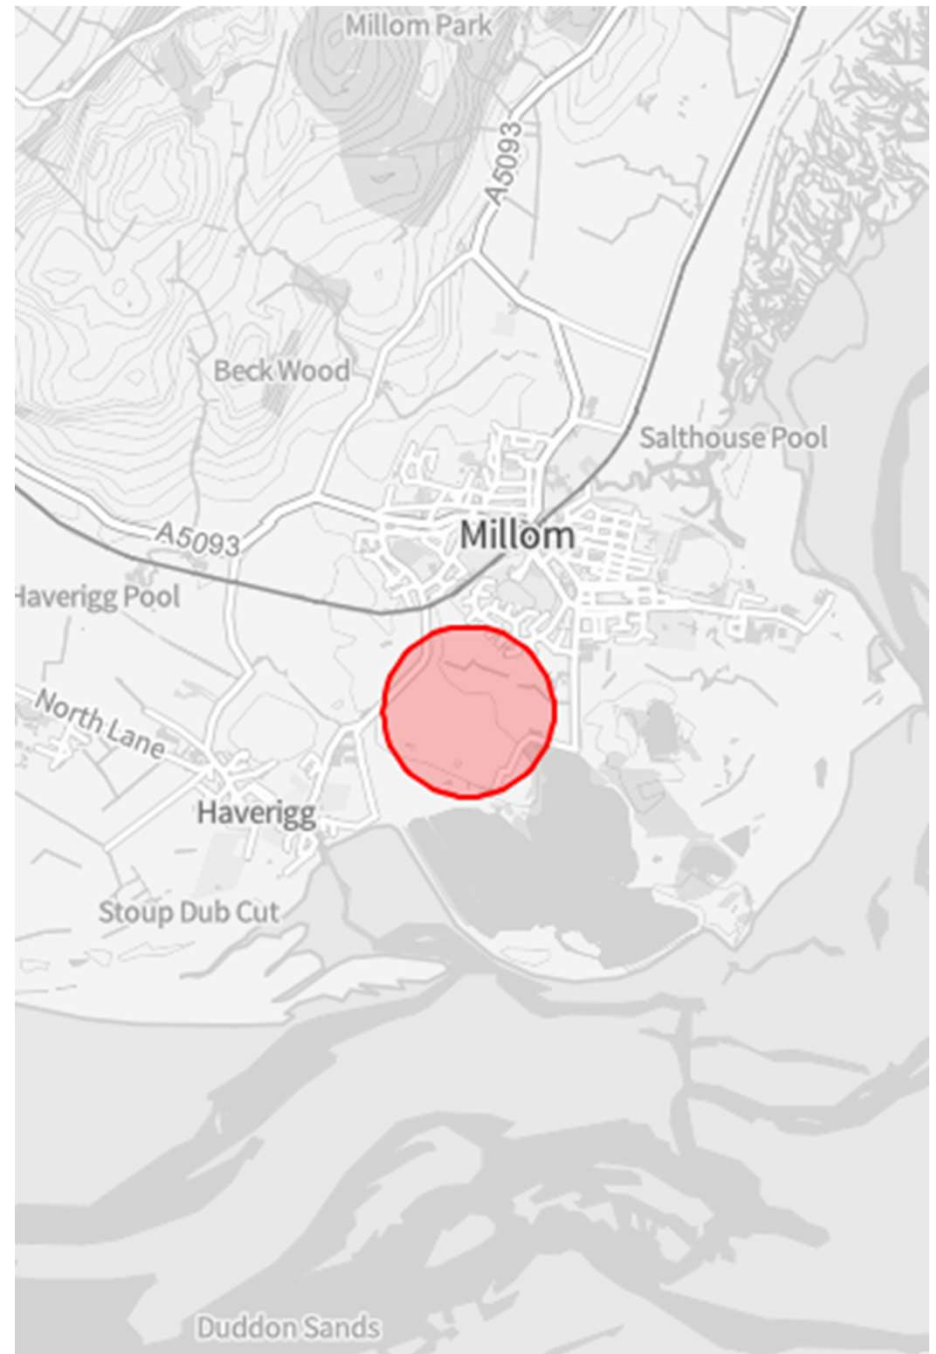 Millom Park
A5093
Beck Wood
Salthouse Pool
Millom
A5093
Haverigg Pool
North Lane
Haverigg
Stoup Dub Cut
Duddon Sands